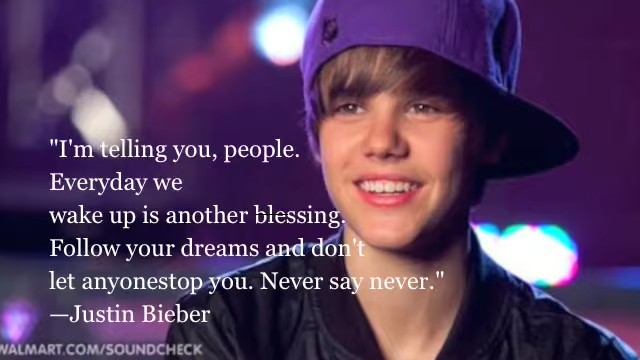 "I'm telling you, people.
Everyday we
wake up is another blessing.
Follow your dreams and don't
let anyonestop you. Never say never."
—Justin Bieber
WALMART.COM/SOUNDCHECK